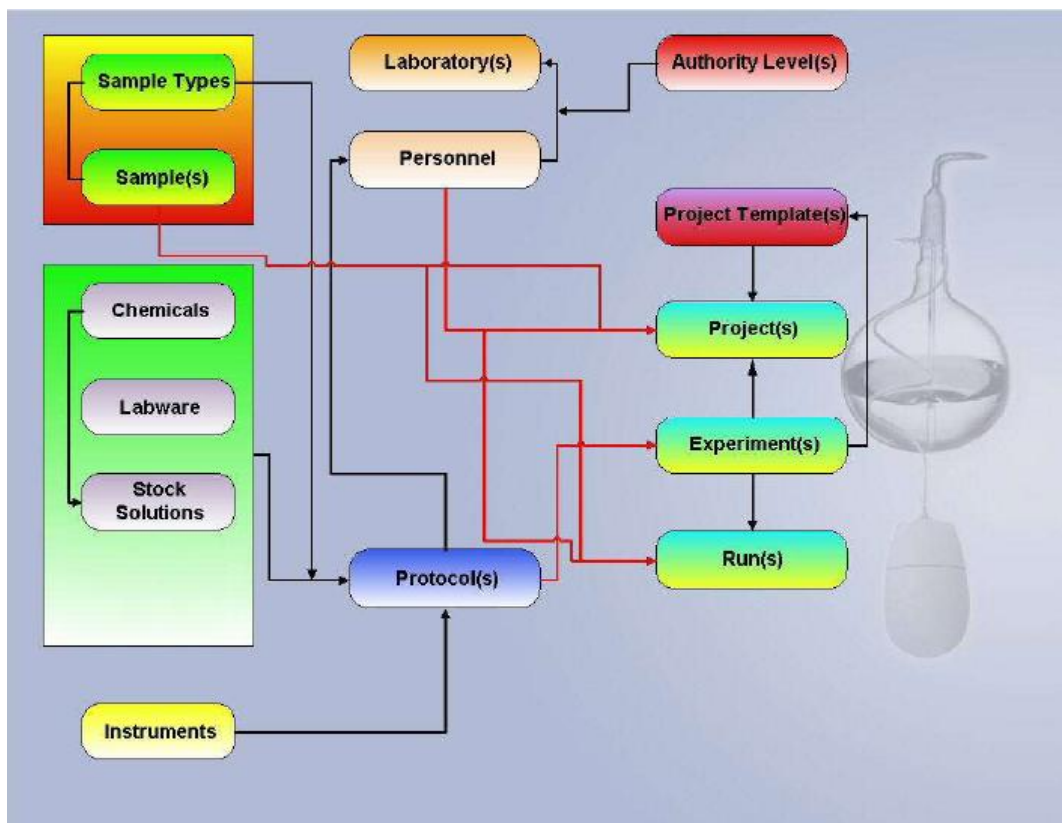 Sample Types
Laboratory(s)
Authority Level(s)
Personnel
Sample(s)
Project Template(s)
Chemicals
Project(s)
Labware
Experiment(s)
Stock
Solutions
Run(s)
Protocol(s)
Instruments